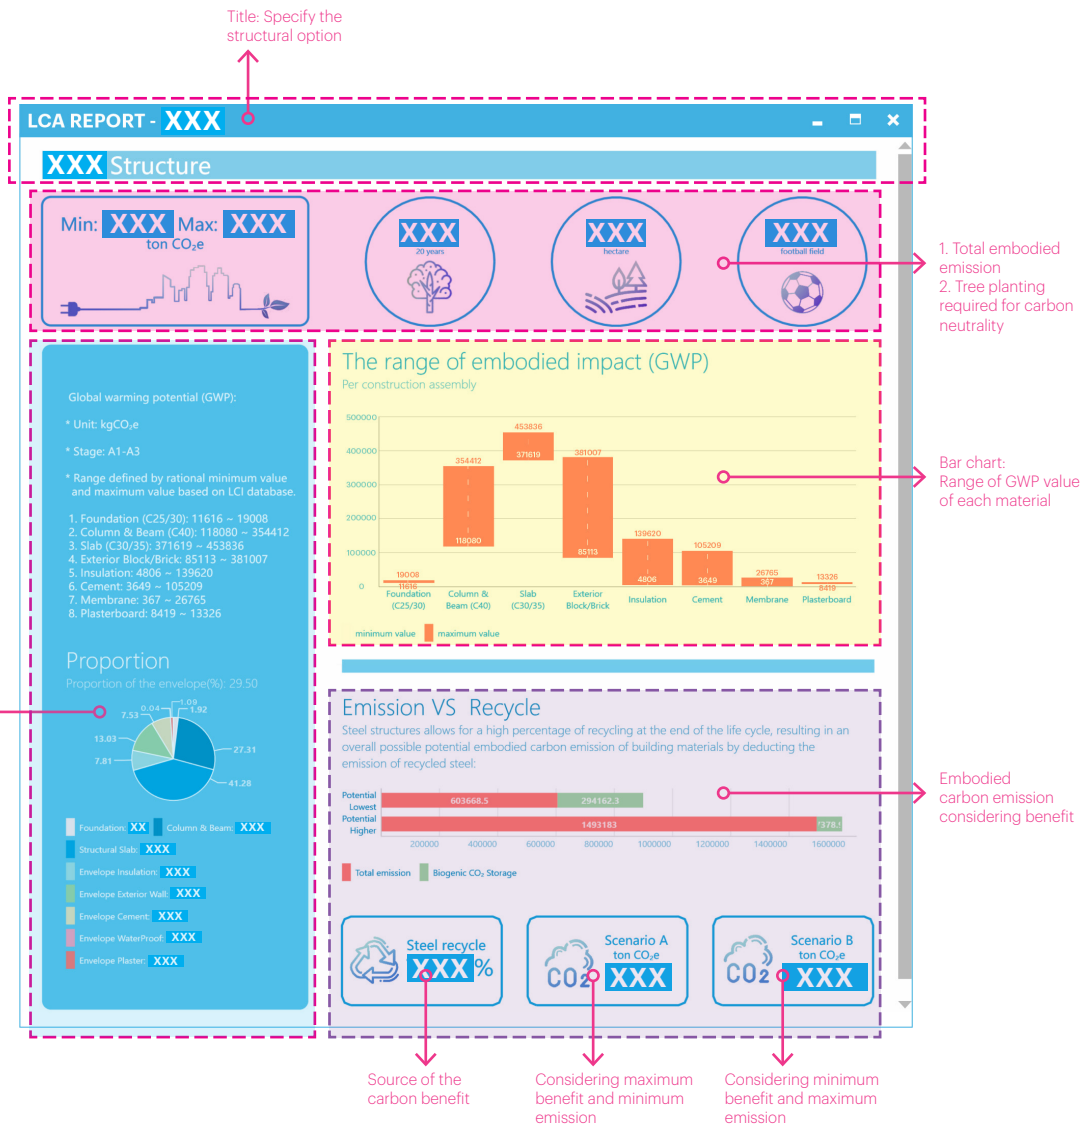 Title: Specify the
structural option
LCA REPORT - XXX
XXX Structure
Min: XXX Max: XXX
ton CO₂e
XXX
20 years
XXX
hectare
XXX
football field
1. Total embodied
emission
2. Tree planting
required for carbon
neutrality
Global warming potential (GWP):
* Unit: kgCO₂e
* Stage: A1-A3
* Range defined by rational minimum value
and maximum value based on LCI database.
1. Foundation (C25/30): 11616 ~ 19008
2. Column & Beam (C40): 118080 ~ 354412
3. Slab (C30/35): 371619 ~ 453836
4. Exterior Block/Brick: 85113 ~ 381007
5. Insulation: 4806 ~ 139620
6. Cement: 3649 ~ 105209
7. Membrane: 367 ~ 26765
8. Plasterboard: 8419 ~ 13326
Proportion
Proportion of the envelope(%): 29.50
0.04
1.09
1.92
7.53
13.03
7.81
27.31
41.28
Foundation: XX Column & Beam: XXX
Structural Slab: XXX
Envelope Insulation: XXX
Envelope Exterior Wall: XXX
Envelope Cement: XXX
Envelope WaterProof: XXX
Envelope Plaster: XXX
The range of embodied impact (GWP)
Per construction assembly
500000
400000
300000
200000
100000
0
19008
11616
354412
118080
453836
371619
381007
85113
139620
4806
105209
3649
26765
367
13326
8419
Foundation
(C25/30)
Column &
Beam (C40)
Slab
(C30/35)
Exterior
Block/Brick
Insulation
Cement
Membrane
Plasterboard
minimum value maximum value
Bar chart:
Range of GWP value
of each material
Emission VS Recycle
Steel structures allows for a high percentage of recycling at the end of the life cycle, resulting in an
overall possible potential embodied carbon emission of building materials by deducting the
emission of recycled steel:
Potential
Lowest
603668.5 294162.3
Potential
Higher
1493183
200000 400000 600000 800000 1000000 1200000 1400000 1600000
Total emission Biogenic CO₂ Storage
Embodied
carbon emission
considering benefit
Steel recycle
XXX %
CO2
Scenario A
ton CO₂e
XXX
CO2
Scenario B
ton CO₂e
XXX
Source of the
carbon benefit
Considering maximum
benefit and minimum
emission
Considering minimum
benefit and maximum
emission